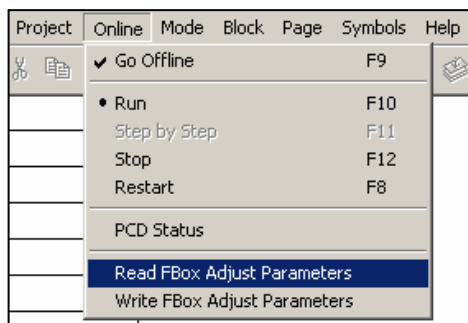 Project Online Mode Block Page Symbols Help
Go Offline F9
Run F10
Step by Step F11
Stop F12
Restart F8
PCD Status
Read FBox Adjust Parameters
Write FBox Adjust Parameters